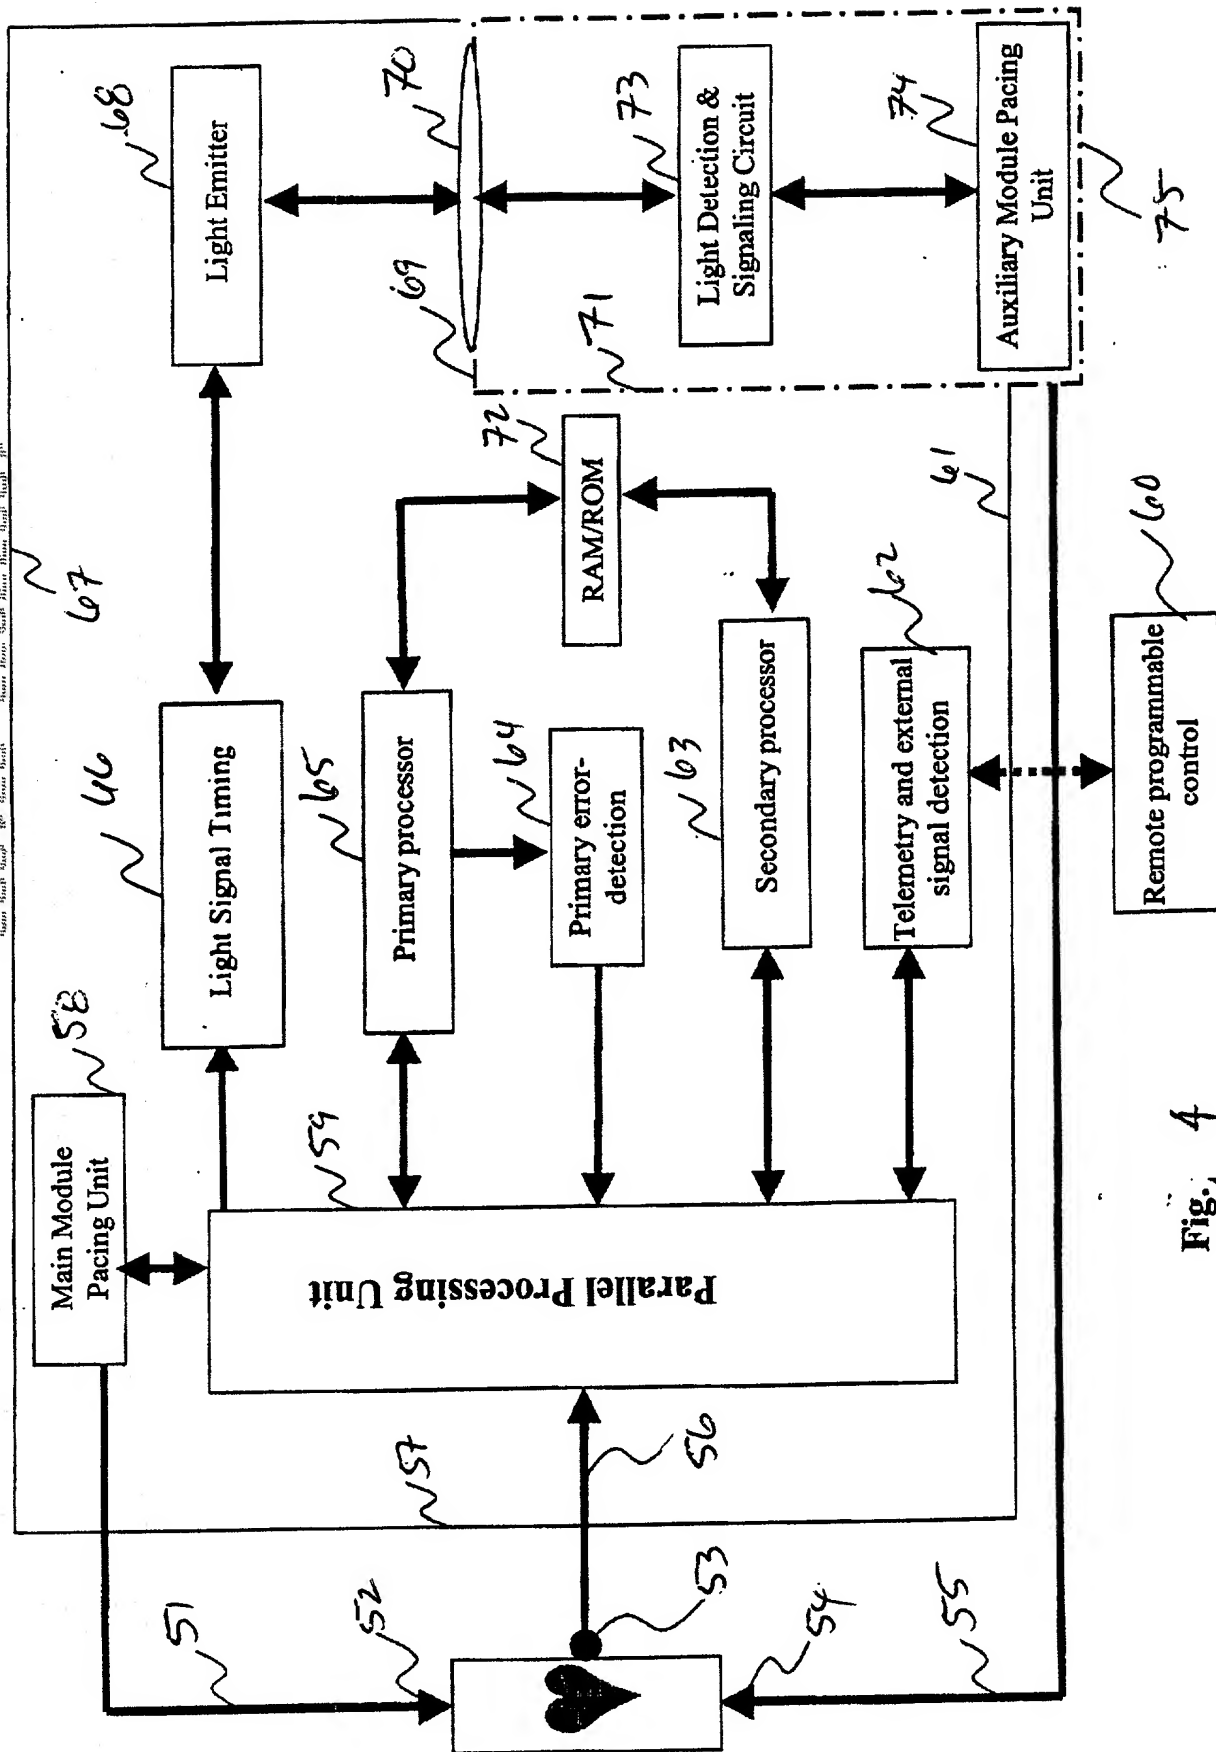 67
51
Main Module
Pacing Unit
58
46
68
Light Signal Timing
Light Emitter
57
59
65
52
Primary processor
70
69
72
64
Parallel Processing Unit
Primary error-
detection
RAM/ROM
71
73
56
53
63
Light Detection &
Signaling Circuit
Secondary processor
54
62
Telemetry and external
signal detection
74
61
55
Auxiliary Module Pacing
Unit
60
75
Remote programmable
control
Fig. 4